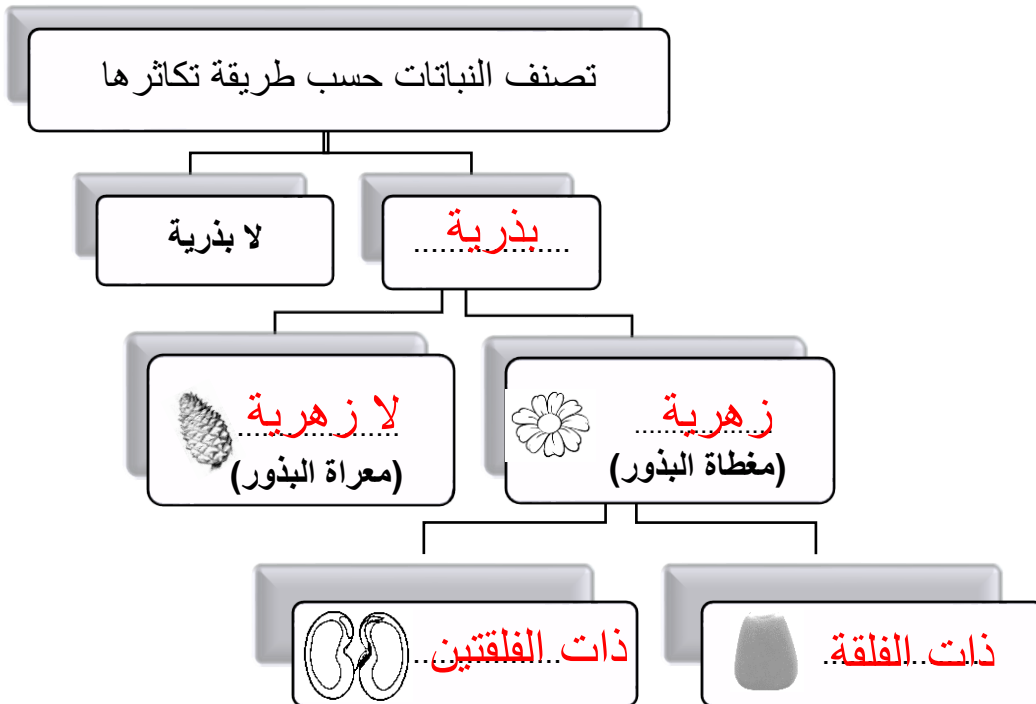 تصنف النباتات حسب طريقة تكاثرها
بذرية
لا بذرية
زهرية
(مغطاة البذور)
لا زهرية
(معراة البذور)
ذات الفلقة
ذات الفلقتين